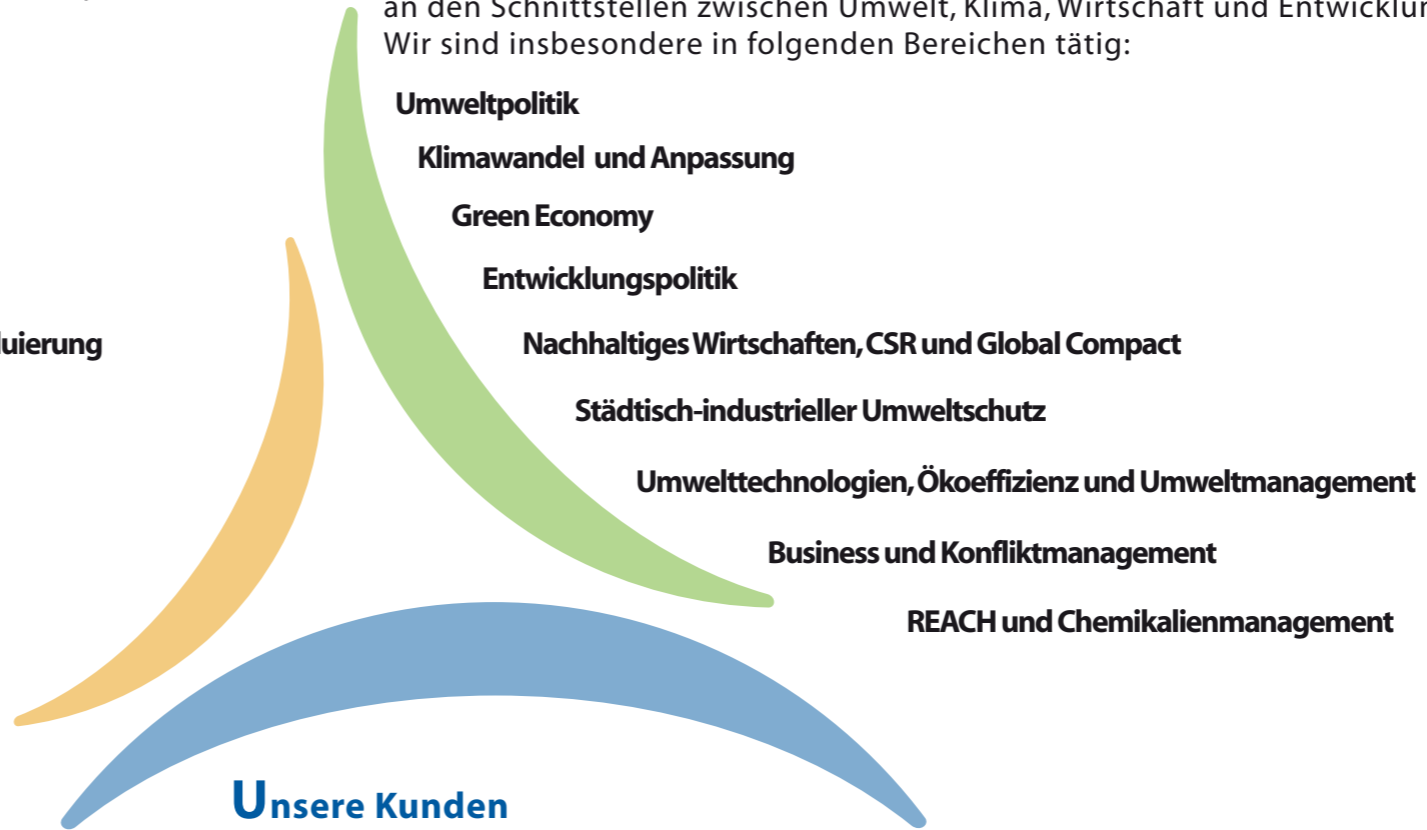 an den Schnittstellen zwischen Umwelt, Klima, Wirtschaft und
Wir sind insbesondere in folgenden Bereichen tätig:
Umweltpolitik
Klimawandel und Anpassung
Green Economy
Entwicklungspolitik
Nachhaltiges Wirtschaften, CSR und Global Compact
Städtisch-industrieller Umweltschutz
Umwelttechnologien, Ökoeffizienz und Umweltmanagement
Business und Konfliktmanagement
REACH und Chemikalienmanagement
Unsere Kunden